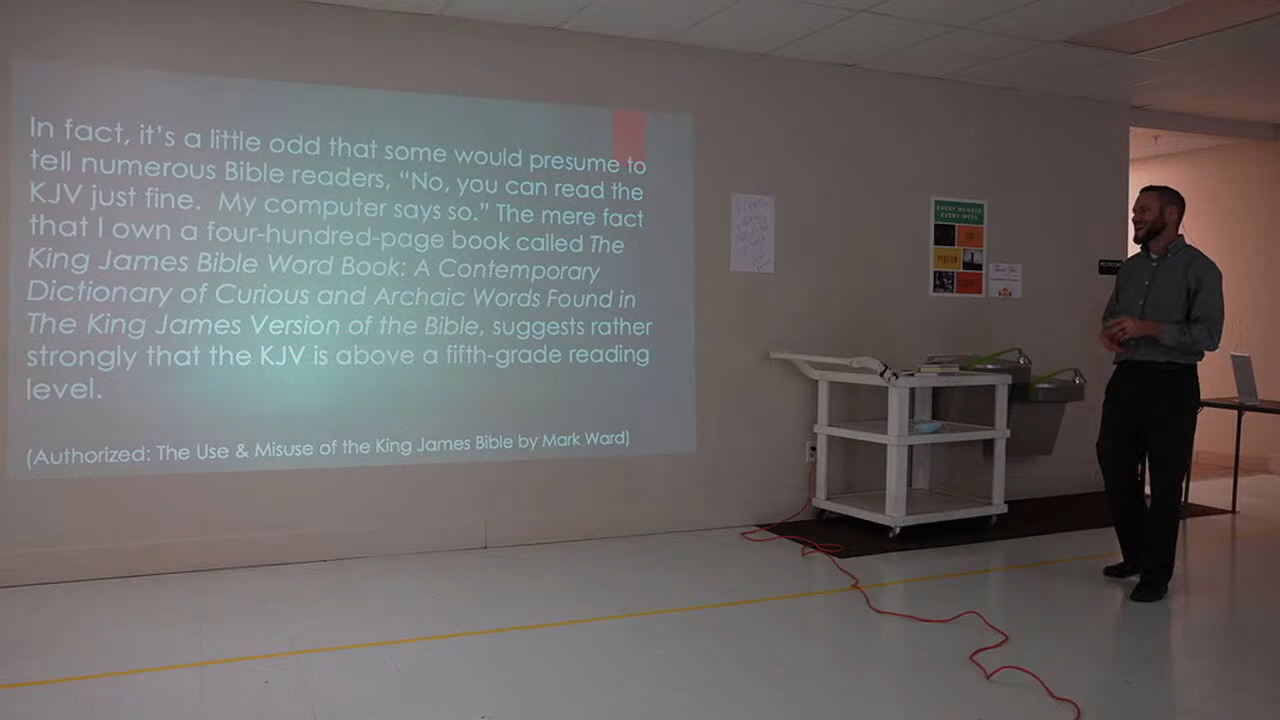 In fact, it's a little odd that some would presume to
tell numerous Bible readers, “No, you can read the
KJV just fine.  My computer says so.” The mere fact
that I own a four-hundred-page book called The
King James Bible Word Book: A Contemporary
Dictionary of Curious and Archaic Words Found in
The King James Version of the Bible, suggests rather
strongly that the KJV is above a fifth-grade reading
level.
(Authorized: The Use & Misuse of the King James Bible by Mark Ward)
EVERY MEMBER
EVERY WEEK